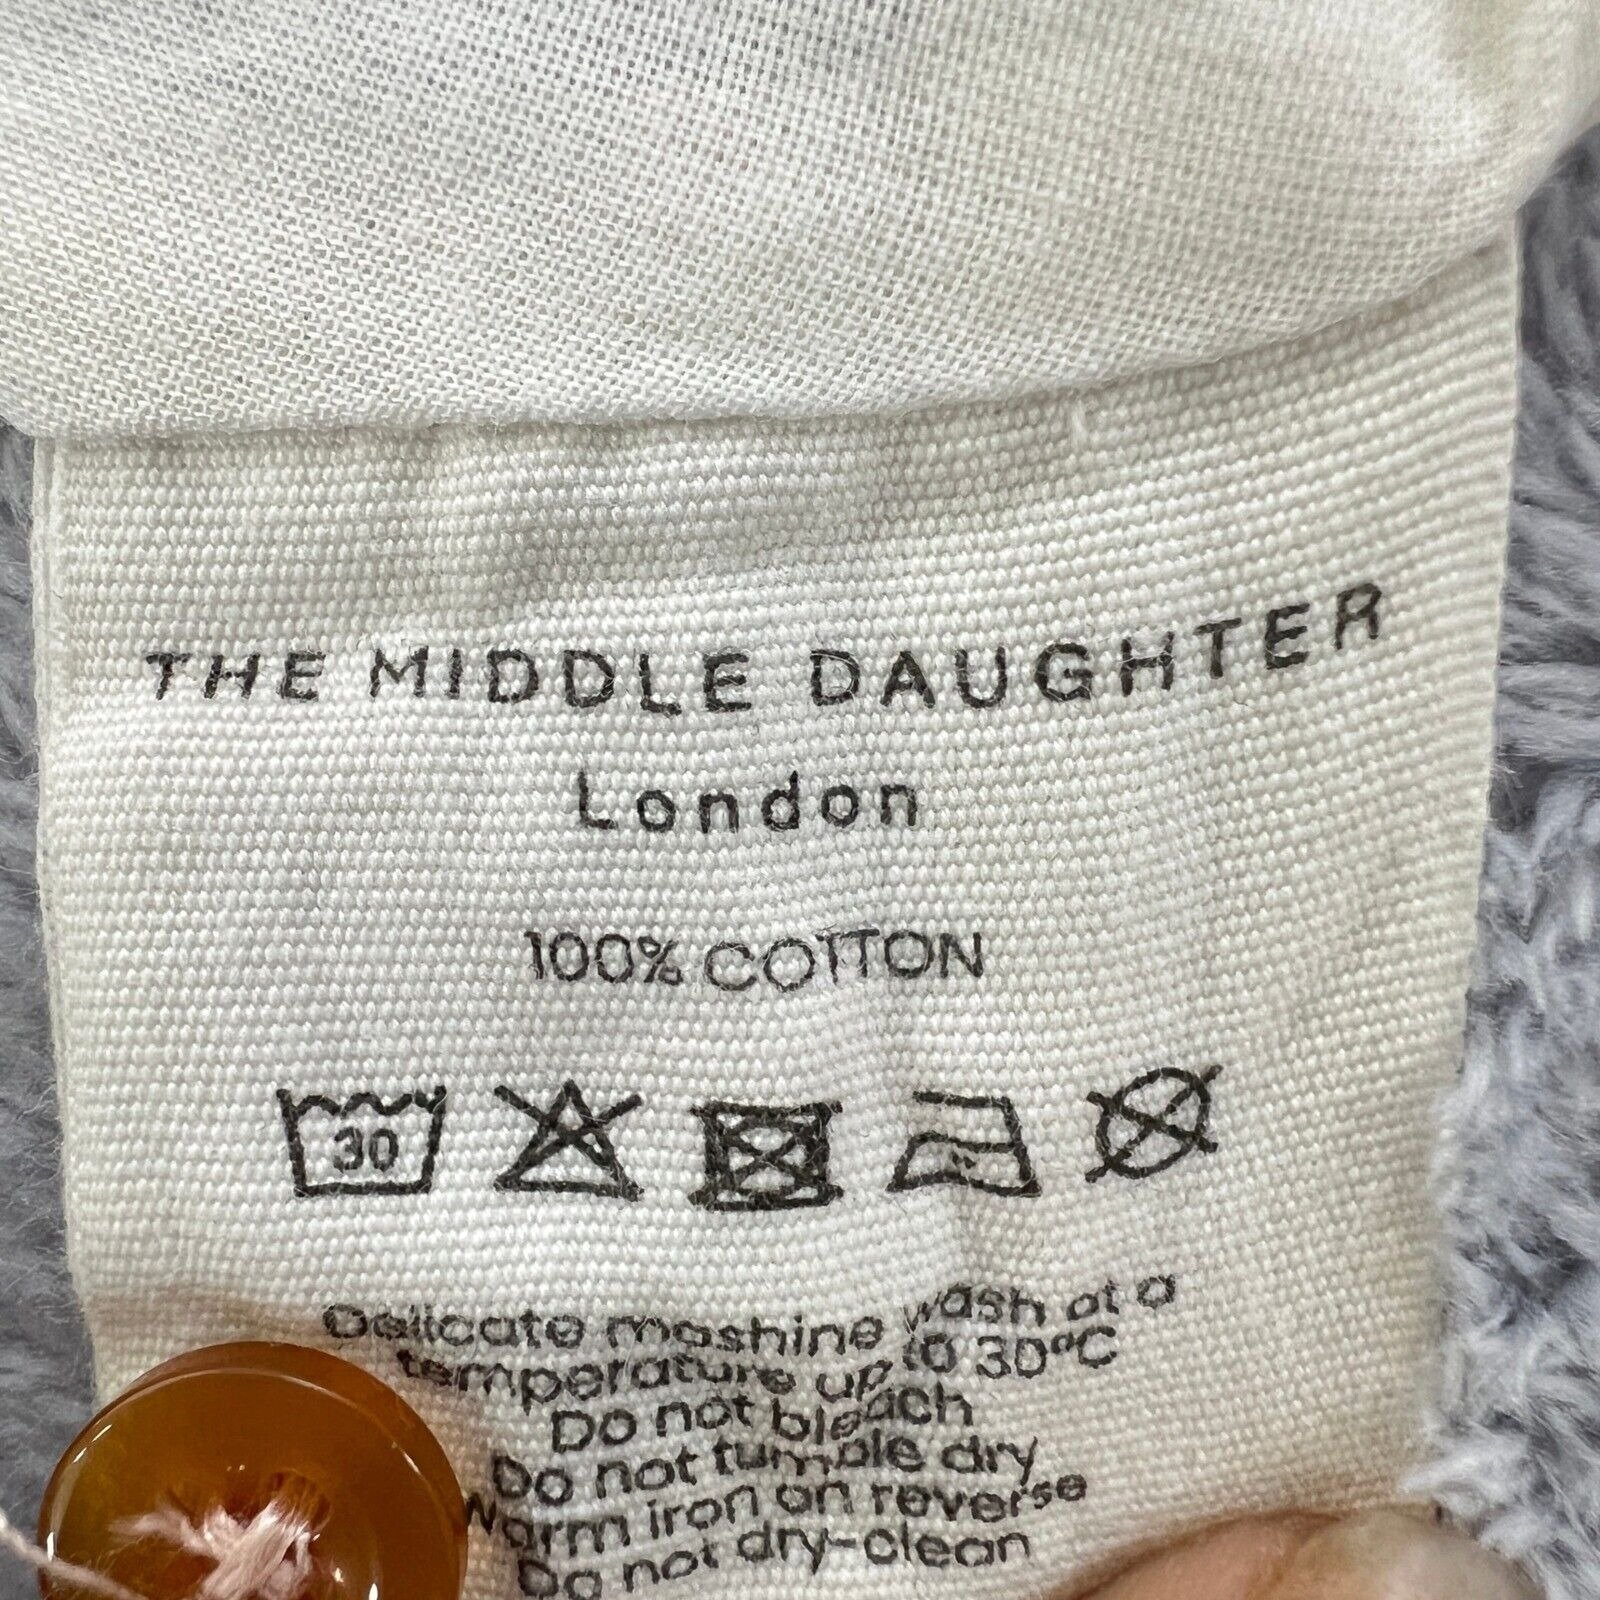 THE MIDDLE DAUGHTER
London
100% COTTON
30
Delicate mashine wash at a
temperature up to 30°C
Do not bleach
Do not tumble dry
Warm iron on reverse
Do not dry-clean